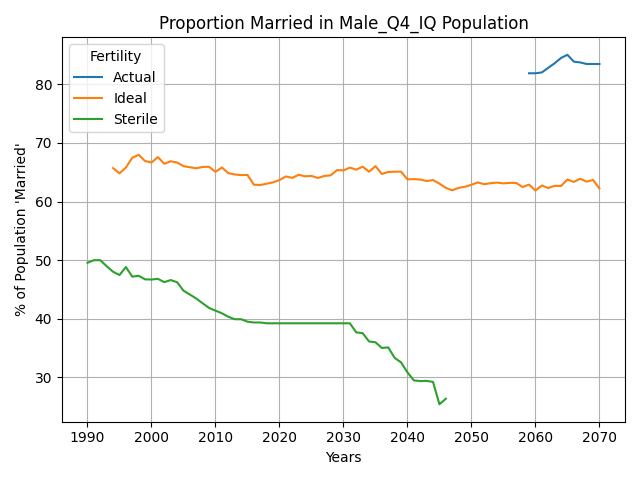 Proportion Married in Male_Q4_IQ Population
Fertility
Actual
Ideal
Sterile
% of Population 'Married'
80
70
60
50
40
30
1990 2000 2010 2020 2030 2040 2050 2060 2070
Years